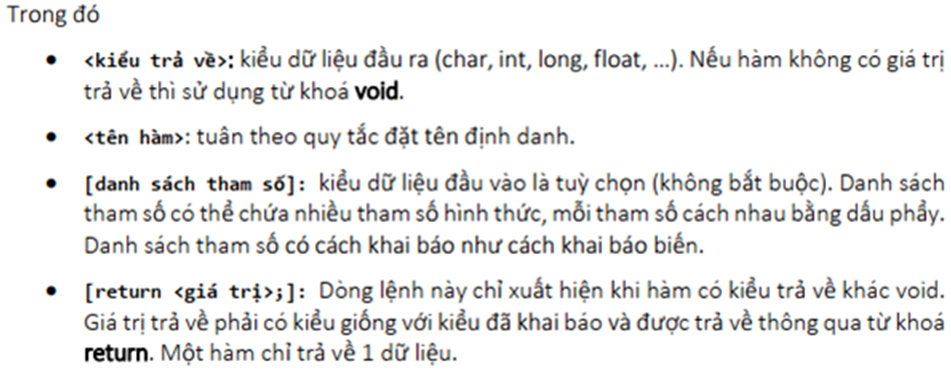 Trong đó
• <kiểu trả về>: kiểu dữ liệu đầu ra (char, int, long, float, ...). Nếu hàm không có giá trị
trả về thì sử dụng từ khoá void.
• <tên hàm>: tuân theo quy tắc đặt tên định danh.
• [danh sách tham số]: kiểu dữ liệu đầu vào là tuỳ chọn (không bắt buộc). Danh sách
tham số có thể chứa nhiều tham số hình thức, mỗi tham số cách nhau bằng dấu phẩy.
Danh sách tham số có cách khai báo như cách khai báo biến.
• [return <giá trị>;]: Dòng lệnh này chỉ xuất hiện khi hàm có kiểu trả về khác void.
Giá trị trả về phải có kiểu giống với kiểu đã khai báo và được trả về thông qua từ khoá
return. Một hàm chỉ trả về 1 dữ liệu.